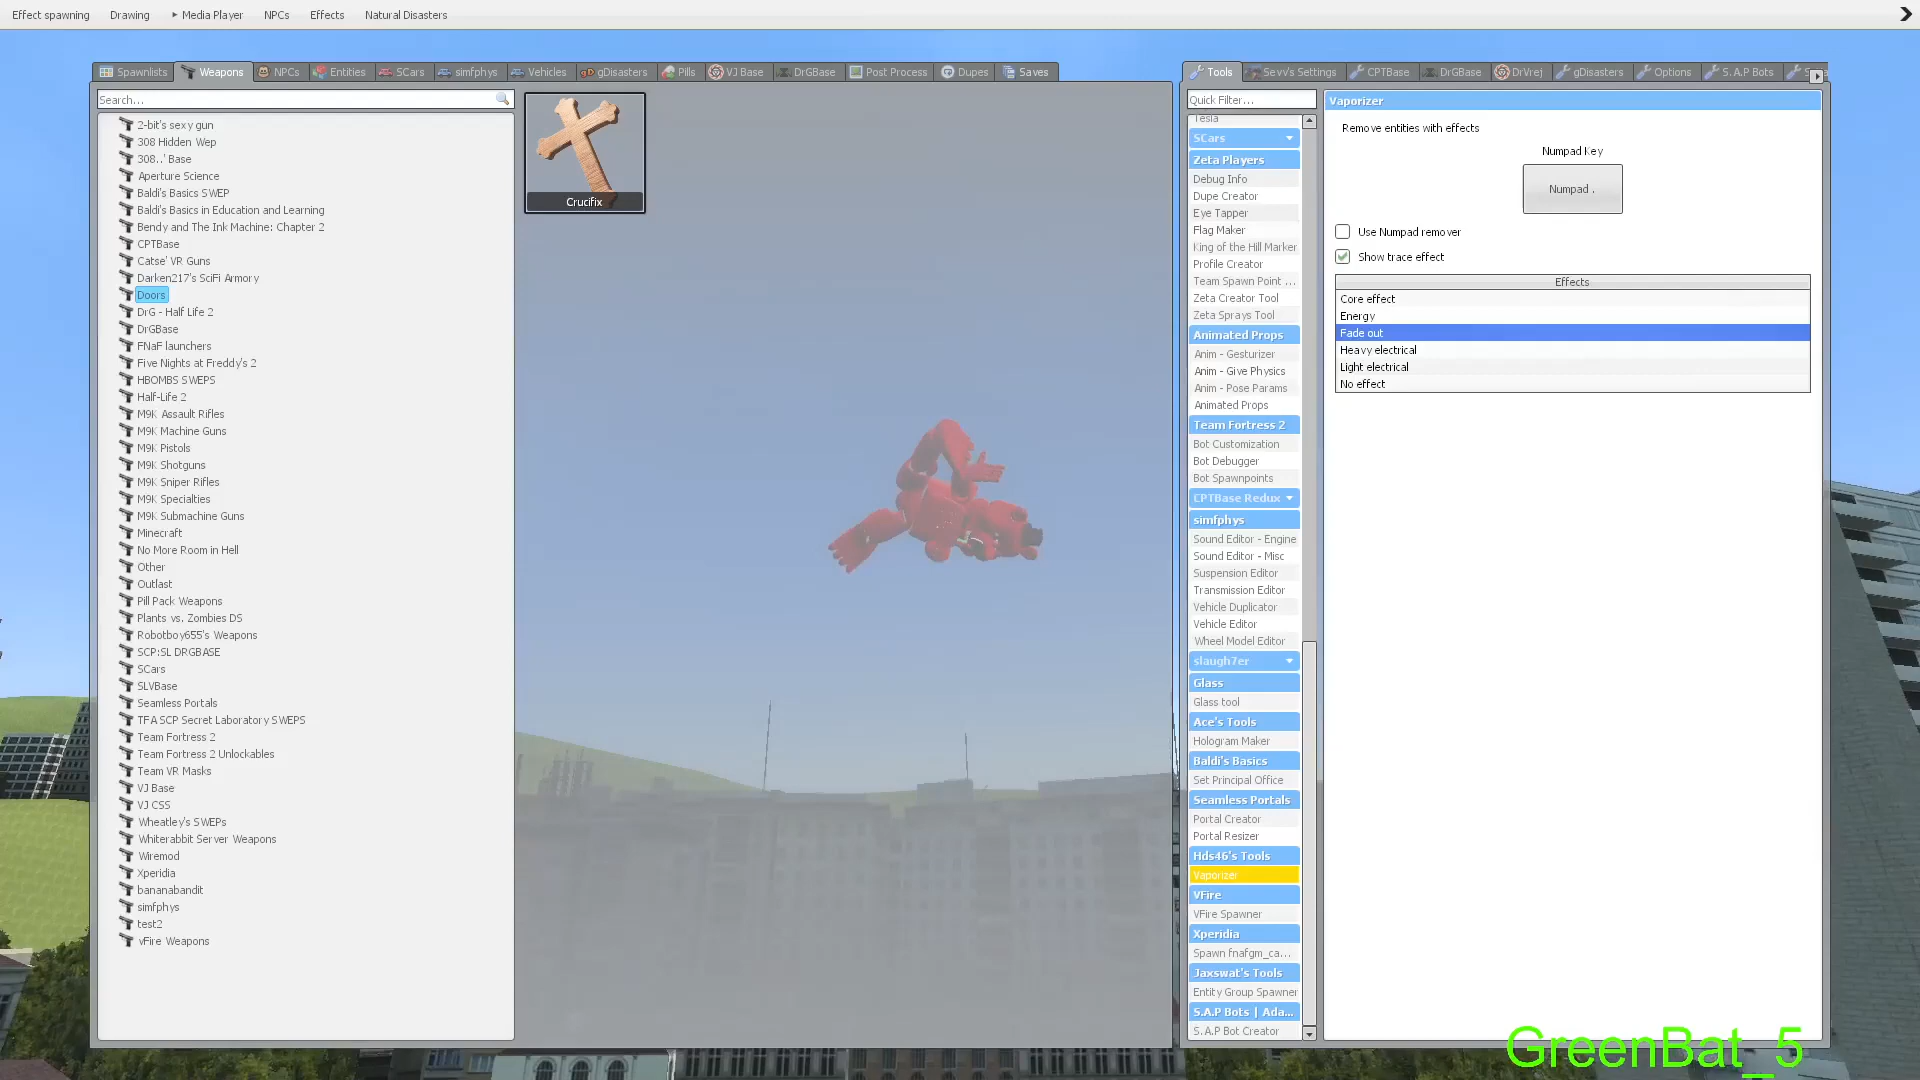 Effect spawning
Drawing
Media Player
NPCs
Effects
Natural Disasters
Spawnlists
Weapons
NPCs
Entities
SCars
simfphys
Vehicles
gDisasters
Pills
VJ Base
DrGBase
Post Process
Dupes
Saves
Search...
2-bit's sexy gun
308 Hidden Wep
308..' Base
Aperture Science
Baldi's Basics SWEP
Baldi's Basics in Education and Learning
Bendy and The Ink Machine: Chapter 2
CPTBase
Catse' VR Guns
Darken217's SciFi Armory
Doors
DrG - Half Life 2
DrGBase
FNaF launchers
Five Nights at Freddy's 2
HBOMBS SWEPS
Half-Life 2
M9K Assault Rifles
M9K Machine Guns
M9K Pistols
M9K Shotguns
M9K Sniper Rifles
M9K Specialties
M9K Submachine Guns
Minecraft
No More Room in Hell
Other
Outlast
Pill Pack Weapons
Plants vs. Zombies DS
Robotboy655's Weapons
SCP:SL DRGBASE
SCars
SLVBase
Seamless Portals
TFA SCP Secret Laboratory SWEPS
Team Fortress 2
Team Fortress 2 Unlockables
Team VR Masks
VJ Base
VJ CSS
Wheatley's SWEPs
Whiterabbit Server Weapons
Wiremod
Xperidia
bananabandit
simfphys
test2
vFire Weapons
Crucifix
Tools
Sevv's Settings
CPTBase
DrGBase
DrVrej
gDisasters
Options
S.A.P Bots
Quick Filter...
Tesla
SCars
Zeta Players
Debug Info
Dupe Creator
Eye Tapper
Flag Maker
King of the Hill Marker
Profile Creator
Team Spawn Point ...
Zeta Creator Tool
Zeta Sprays Tool
Animated Props
Anim - Gesturizer
Anim - Give Physics
Anim - Pose Params
Animated Props
Team Fortress 2
Bot Customization
Bot Debugger
Bot Spawnpoints
CPTBase Redux
simfphys
Sound Editor - Engine
Sound Editor - Misc
Suspension Editor
Transmission Editor
Vehicle Duplicator
Vehicle Editor
Wheel Model Editor
slaugh7er
Glass
Glass tool
Ace's Tools
Hologram Maker
Baldi's Basics
Set Principal Office
Seamless Portals
Portal Creator
Portal Resizer
Hds46's Tools
Vaporizer
VFire
VFire Spawner
Xperidia
Spawn fnafgm_ca...
Jaxswat's Tools
Entity Group Spawner
S.A.P Bots | Ada...
S.A.P Bot Creator
Vaporizer
Remove entities with effects
Numpad Key
Numpad .
Use Numpad remover
Show trace effect
Effects
Core effect
Energy
Fade out
Heavy electrical
Light electrical
No effect
GreenBat_5